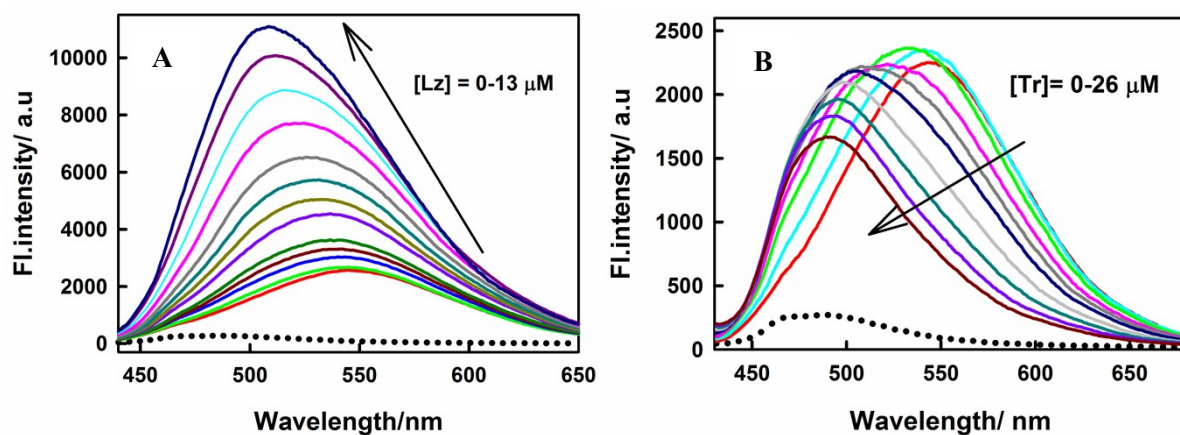 A
[Lz] = 0-13 μM
10000
8000
6000
4000
2000
0
Fl.intensity/ a.u
450 500 550 600 650
Wavelength/nm
B
[Tr]= 0-26 μM
2500
2000
1500
1000
500
0
Fl.intensity/ a.u
450 500 550 600 650
Wavelength/ nm